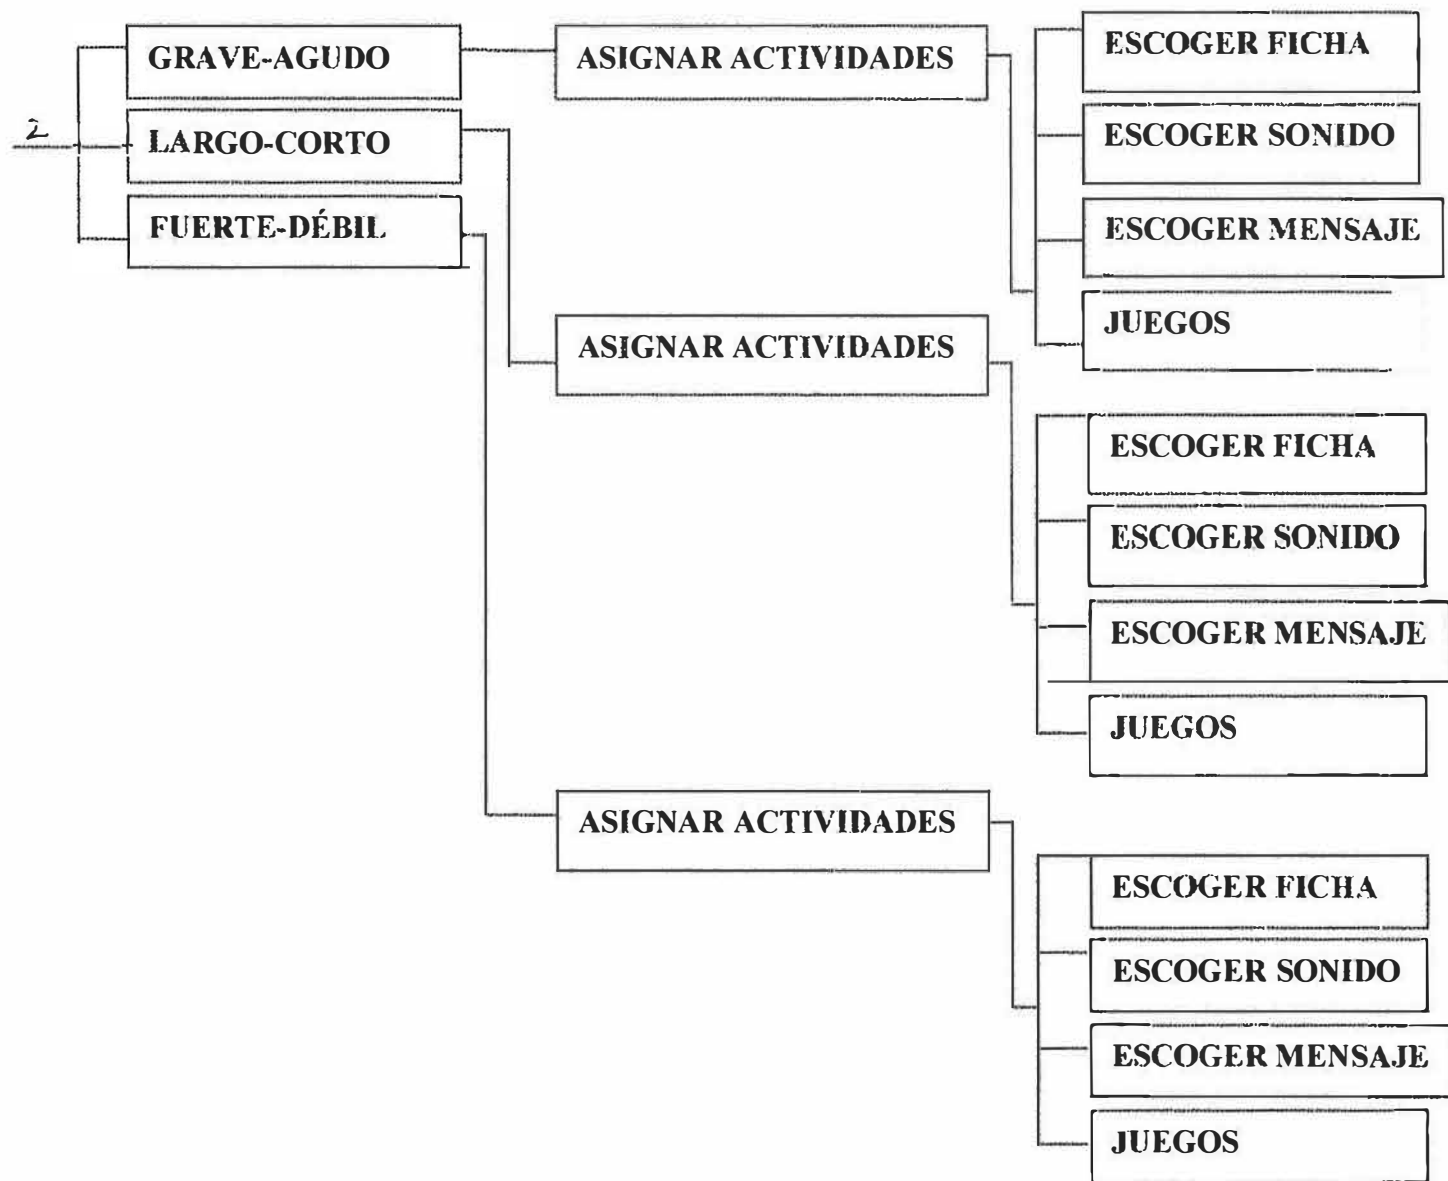 GRAVE-AGUDO
LARGO-CORTO
FUERTE-DÉBIL
2
ASIGNAR ACTIVIDADES
ESCOGER FICHA
ESCOGER SONIDO
ESCOGER MENSAJE
JUEGOS
ASIGNAR ACTIVIDADES
ESCOGER FICHA
ESCOGER SONIDO
ESCOGER MENSAJE
JUEGOS
ASIGNAR ACTIVIDADES
ESCOGER FICHA
ESCOGER SONIDO
ESCOGER MENSAJE
JUEGOS